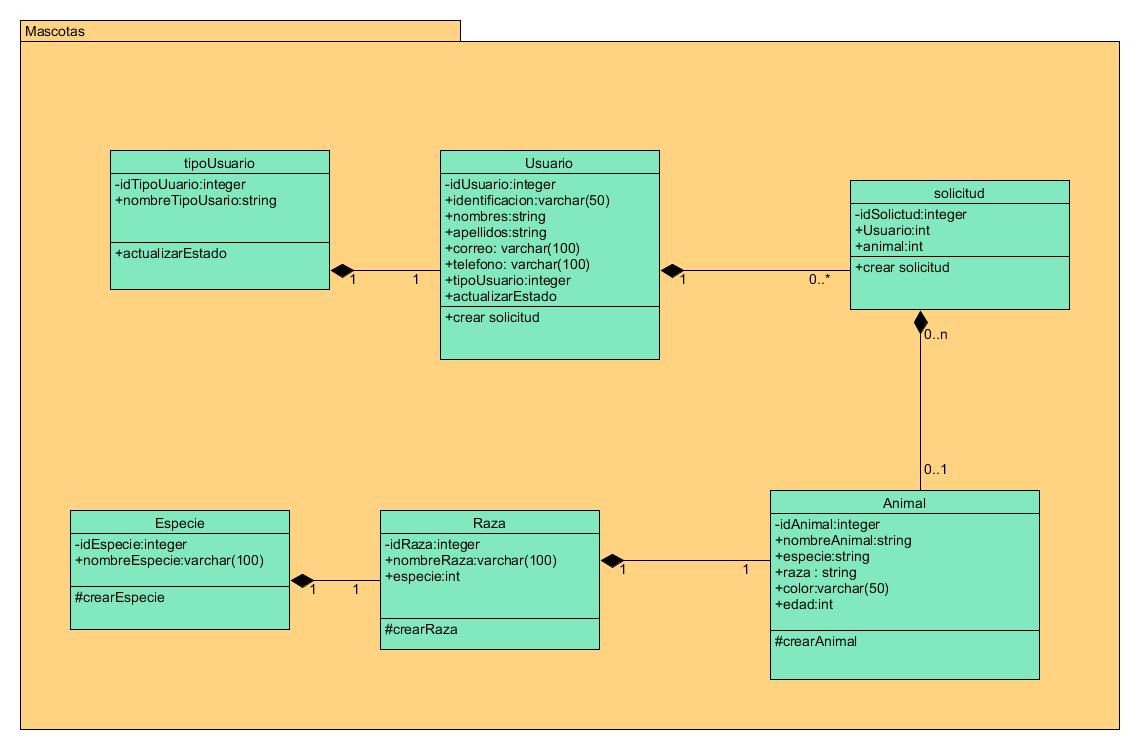 Mascotas
tipoUsuario
-idTipoUuario:integer
+nombreTipoUsario:string
+actualizarEstado
1
1
Usuario
-idUsuario:integer
+identificacion:varchar(50)
+nombres:string
+apellidos:string
+correo: varchar(100)
+telefono: varchar(100)
+tipoUsuario:integer
+actualizarEstado
+crear solicitud
1
0..*
solicitud
-idSolictud:integer
+Usuario:int
+animal:int
+crear solicitud
0..n
0..1
Especie
-idEspecie:integer
+nombreEspecie:varchar(100)
#crearEspecie
1
1
Raza
-idRaza:integer
+nombreRaza:varchar(100)
+especie:int
#crearRaza
1
1
Animal
-idAnimal:integer
+nombreAnimal:string
+especie:string
+raza : string
+color:varchar(50)
+edad:int
#crearAnimal